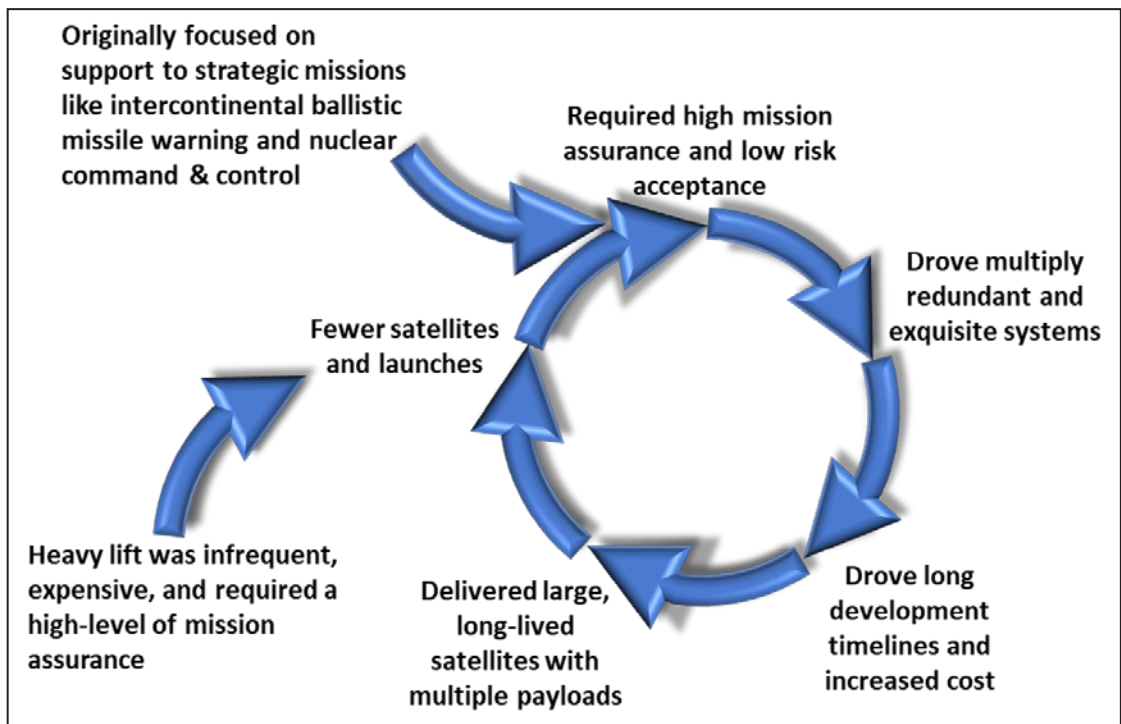 Originally focused on
support to strategic missions
like intercontinental ballistic
missile warning and nuclear
command & control
Required high mission
assurance and low risk
acceptance
Drove multiply
redundant and
exquisite systems
Drove long
development
timelines and
increased cost
Delivered large,
long-lived
satellites with
multiple payloads
Fewer satellites
and launches
Heavy lift was infrequent,
expensive, and required a
high-level of mission
assurance